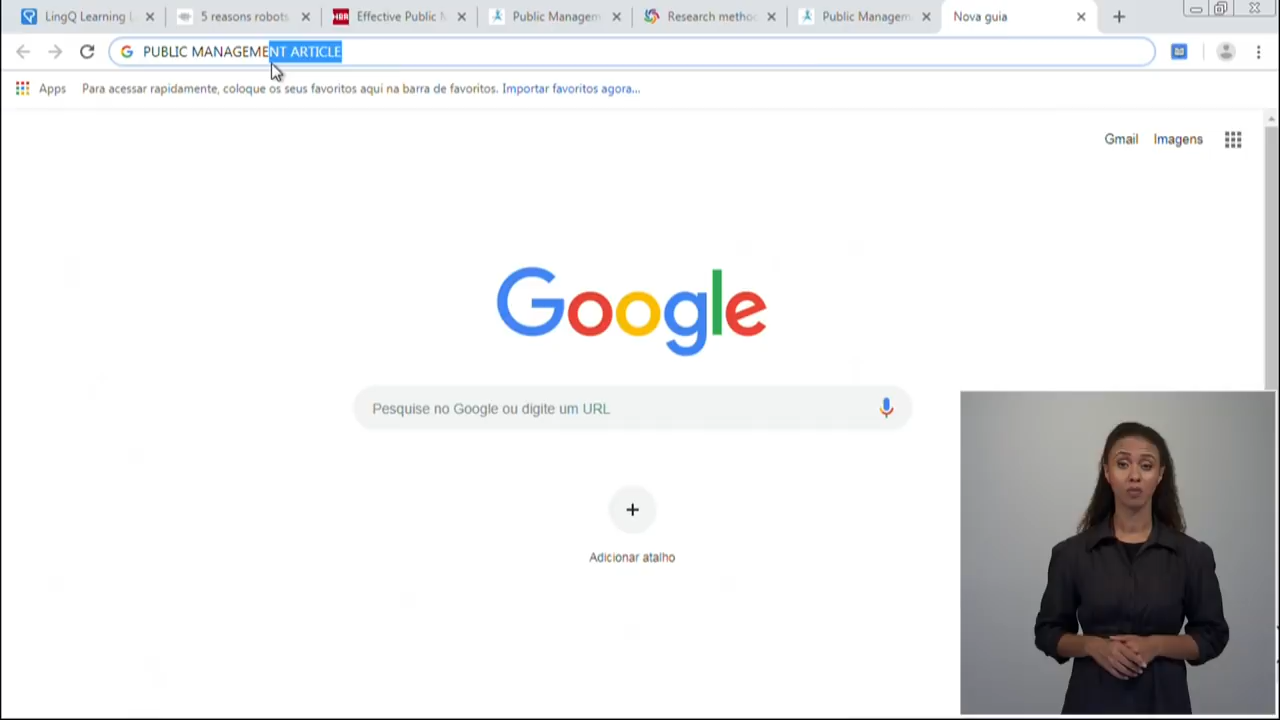 LingQ Learning L
5 reasons robots
HBR Effective Public M
Public Managem
Research method
Public Managem
Nova guia
PUBLIC MANAGEMENT ARTICLE
Apps Para acessar rapidamente, coloque os seus favoritos aqui na barra de favoritos. Importar favoritos agora...
Gmail Imagens
Google
Pesquise no Google ou digite um URL
Adicionar atalho